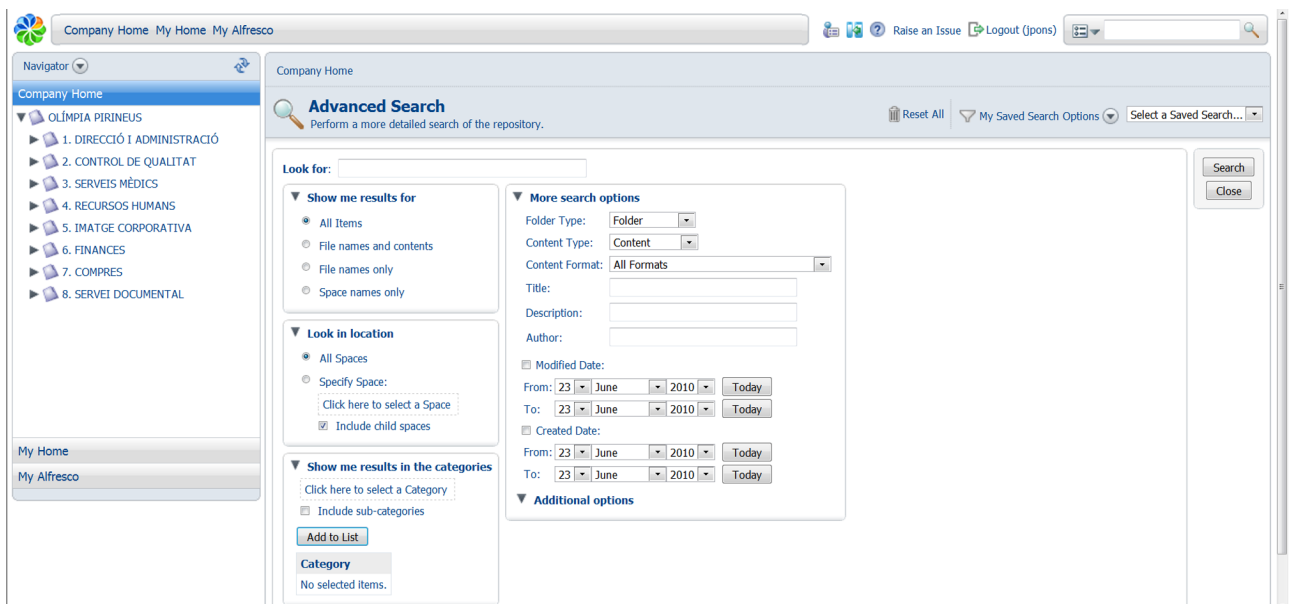 Company Home My Home My Alfresco
Raise an Issue Logout (jpons)
Navigator
Company Home
OLÍMPIA PIRINEUS
1. DIRECCIÓ I ADMINISTRACIÓ
2. CONTROL DE QUALITAT
3. SERVEIS MÈDICS
4. RECURSOS HUMANS
5. IMATGE CORPORATIVA
6. FINANCES
7. COMPRES
8. SERVEI DOCUMENTAL
My Home
My Alfresco
Company Home
Advanced Search
Perform a more detailed search of the repository.
Reset All My Saved Search Options Select a Saved Search...
Look for:
Show me results for
All Items
File names and contents
File names only
Space names only
Look in location
All Spaces
Specify Space:
Click here to select a Space
Include child spaces
Show me results in the categories
Click here to select a Category
Include sub-categories
Add to List
Category
No selected items.
More search options
Folder Type: Folder
Content Type: Content
Content Format: All Formats
Title:
Description:
Author:
Modified Date:
From: 23 June 2010 Today
To: 23 June 2010 Today
Created Date:
From: 23 June 2010 Today
To: 23 June 2010 Today
Additional options
Search
Close